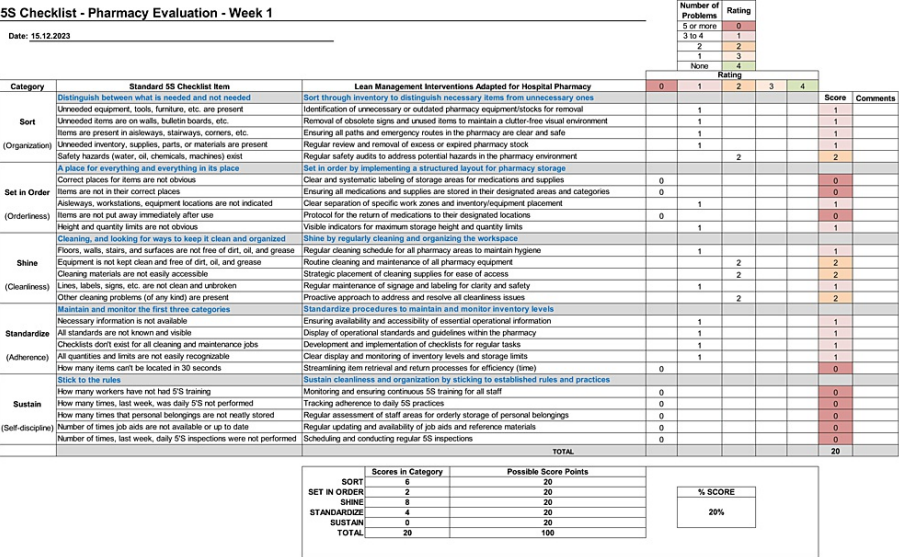 5S Checklist - Pharmacy Evaluation - Week 1
Date: 15.12.2023
Number of Problems Rating
5 or more 0
3 to 4 1
2 2
1 3
None 4
Rating
Category Standard 5S Checklist Item Lean Management Interventions Adapted for Hospital Pharmacy 0 1 2 3 4
Distinguish between what is needed and not needed Sort through inventory to distinguish necessary items from unnecessary ones Score Comments
Unneeded equipment, tools, furniture, etc. are present Identification of unnecessary or outdated pharmacy equipment/stocks for removal 1 1
Sort Unneeded items are on walls, bulletin boards, etc. Removal of obsolete signs and unused items to maintain a clutter-free visual environment 1 1
Items are present in aisleways, stairways, corners, etc. Ensuring all paths and emergency routes in the pharmacy are clear and safe 1 1
(Organization) Unneeded inventory, supplies, parts, or materials are present Regular review and removal of excess or expired pharmacy stock 1 1
Safety hazards (water, oil, chemicals, machines) exist Regular safety audits to address potential hazards in the pharmacy environment 2 2
A place for everything and everything in its place Set in order by implementing a structured layout for pharmacy storage
Correct places for items are not obvious Clear and systematic labeling of storage areas for medications and supplies 0 0
Set in Order Items are not in their correct places Ensuring all medications and supplies are stored in their designated areas and categories 0 0
Aisleways, workstations, equipment locations are not indicated Clear separation of specific work zones and inventory/equipment placement 1 1
(Orderliness) Items are not put away immediately after use Protocol for the return of medications to their designated locations 0 0
Height and quantity limits are not obvious Visible indicators for maximum storage height and quantity limits 1 1
Cleaning, and looking for ways to keep it clean and organized Shine by regularly cleaning and organizing the workspace
Floors, walls, stairs, and surfaces are not free of dirt, oil, and grease Regular cleaning schedule for all pharmacy areas to maintain hygiene 1 1
Shine Equipment is not kept clean and free of dirt, oil, and grease Routine cleaning and maintenance of all pharmacy equipment 2 2
Cleaning materials are not easily accessible Strategic placement of cleaning supplies for ease of access 2 2
(Cleanliness) Lines, labels, signs, etc. are not clean and unbroken Regular maintenance of signage and labeling for clarity and safety 1 1
Other cleaning problems (of any kind) are present Proactive approach to address and resolve all cleanliness issues 2 2
Maintain and monitor the first three categories Standardize procedures to maintain and monitor inventory levels
Necessary information is not available Ensuring availability and accessibility of essential operational information 1 1
Standardize All standards are not known and visible Display of operational standards and guidelines within the pharmacy 1 1
Checklists don't exist for all cleaning and maintenance jobs Development and implementation of checklists for regular tasks 1 1
(Adherence) All quantities and limits are not easily recognizable Clear display and monitoring of inventory levels and storage limits 1 1
How many items can't be located in 30 seconds Streamlining item retrieval and return processes for efficiency (time) 0 0
Stick to the rules Sustain cleanliness and organization by sticking to established rules and practices
How many workers have not had 5'S training Monitoring and ensuring continuous 5S training for all staff 0 0
Sustain How many times, last week, was daily 5'S not performed Tracking adherence to daily 5S practices 0 0
How many times that personal belongings are not neatly stored Regular assessment of staff areas for orderly storage of personal belongings 0 0
(Self-discipline) Number of times job aids are not available or up to date Regular updating and availability of job aids and reference materials 0 0
Number of times, last week, daily 5'S inspections were not performed Scheduling and conducting regular 5S inspections 0 0
TOTAL 20
Scores in Category Possible Score Points
SORT 6 20
SET IN ORDER 2 20
SHINE 8 20
STANDARDIZE 4 20
SUSTAIN 0 20
TOTAL 20 100
% SCORE
20%